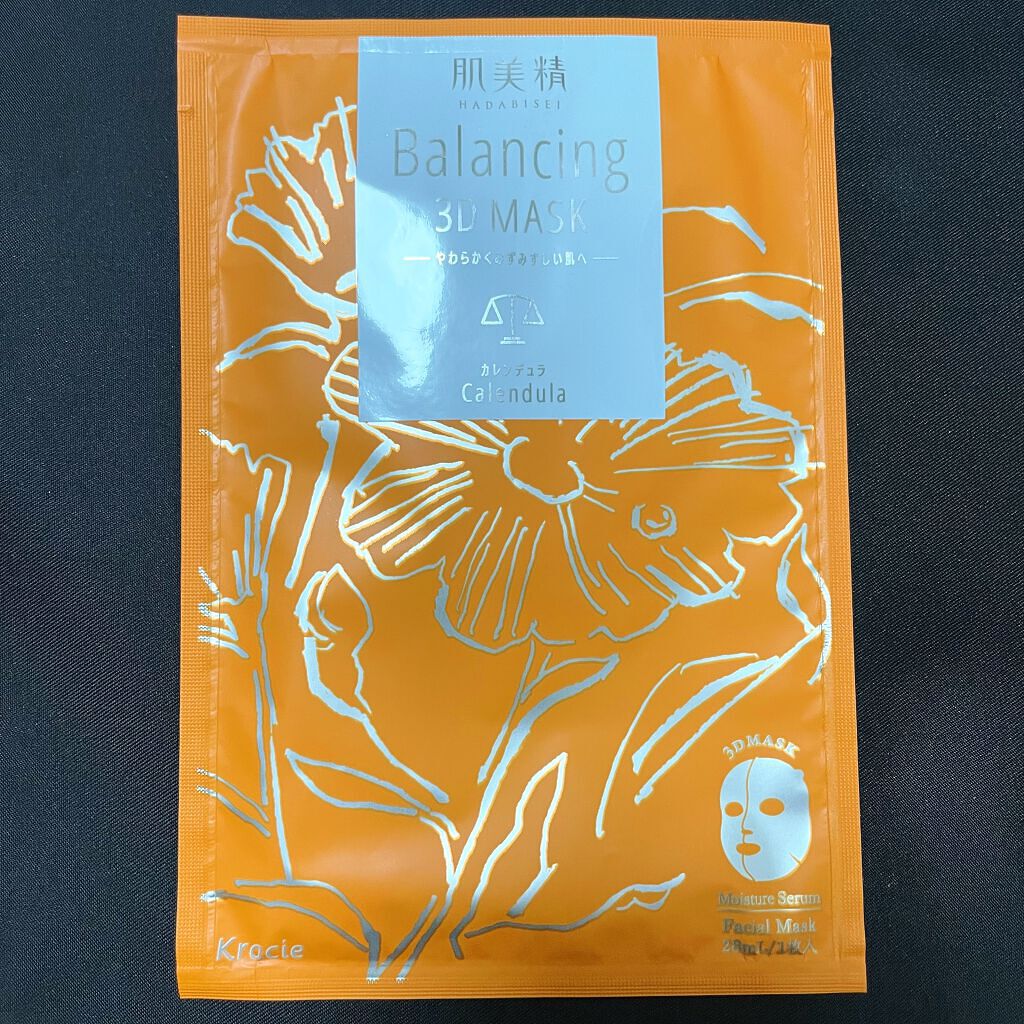 肌美精
HADABISEI
Balancing
3D MASK
やわらかくみずみずしい肌へ
カレンデュラ
Calendula
3D MASK
Moisture Serum
Facial Mask
28mL/1枚入
Kracie